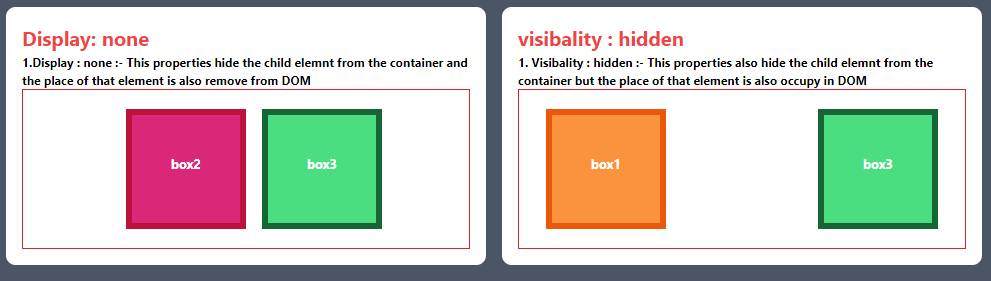 Display: none
1.Display : none :- This properties hide the child elemnt from the container and
the place of that element is also remove from DOM
box2
box3
visibality : hidden
1. Visibality : hidden :- This properties also hide the child elemnt from the
container but the place of that element is also occupy in DOM
box1
box3